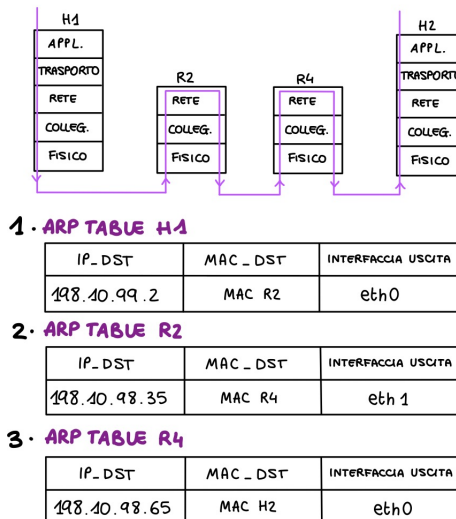 H1
APPL.
TRASPORTO
RETE
COLLEG.
FISICO
R2
RETE
COLLEG.
FISICO
R4
RETE
COLLEG.
FISICO
H2
APPL.
TRASPORTO
RETE
COLLEG.
FISICO
1. ARP TABLE H1
IP_DST MAC_DST INTERFACCIA USCITA
198.10.99.2 MAC R2 eth0
2. ARP TABLE R2
IP_DST MAC_DST INTERFACCIA USCITA
198.10.98.35 MAC R4 eth 1
3. ARP TABLE R4
IP_DST MAC_DST INTERFACCIA USCITA
198.10.98.65 MAC H2 eth0